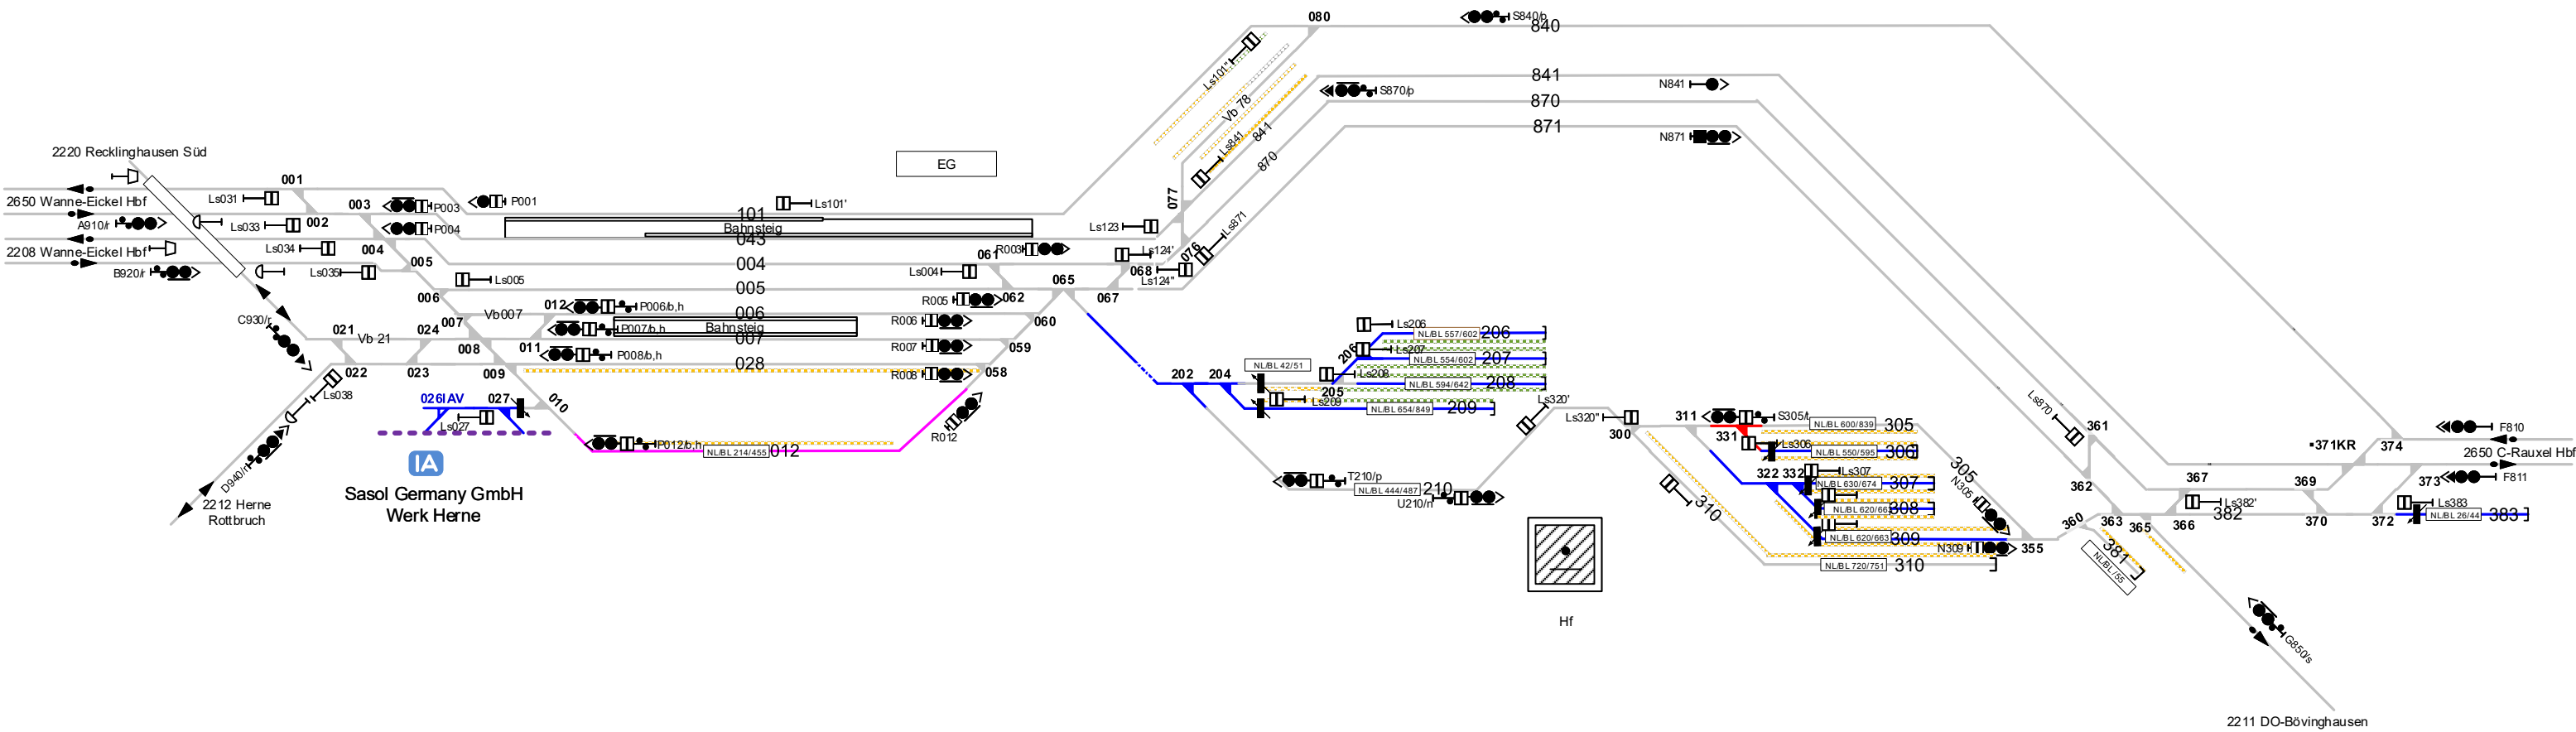 080
S840/p
840
Ls101"
841
S870/p
N841
870
Vb 78
871
N871
Ls841
841
870
2220 Recklinghausen Süd
EG
001
Ls031
2650 Wanne-Eickel Hbf
003
P003
P001
Ls101'
077
101
A910/r
Ls033
002
P004
Bahnsteig
Ls123
Ls871
043
2208 Wanne-Eickel Hbf
Ls034
004
R003
061
Ls124'
076
B920/r
Ls035
005
Ls005
004
Ls004
068
Ls124"
065
005
006
012
P006/b,h
R005
062
067
C930/r
Vb007
006
021
024
007
P007/b,h
Bahnsteig
R006
060
Vb 21
007
008
011
P008/b,h
R007
059
022
023
009
028
R008
058
Ls038
026IAV
027
010
Ls027
R012
P012/b,h
NL/BL 214/455
012
D940/r
IA
Sasol Germany GmbH
Werk Herne
2212 Herne
Rottbruch
Ls206
NL/BL 557/602
206
206
Ls207
NL/BL 554/602
207
NL/BL 42/51
202
204
Ls208
NL/BL 594/642
208
205
Ls209
NL/BL 654/849
209
Ls320'
Ls320"
300
T210/p
NL/BL 444/487
210
U210/n
311
S305/t
NL/BL 600/839
305
331
Ls306
NL/BL 550/595
306
322
332
Ls307
NL/BL 630/674
307
310
NL/BL 620/663
308
NL/BL 620/663
309
N309
NL/BL 720/751
310
305
N305
355
Hf
Ls870
361
371KR
374
F810
2650 C-Rauxel Hbf
362
367
369
373
F811
Ls382'
Ls383
360
363
365
366
382
370
372
NL/BL 26/44
383
381
NL/BL /55
G850/s
2211 DO-Bövinghausen